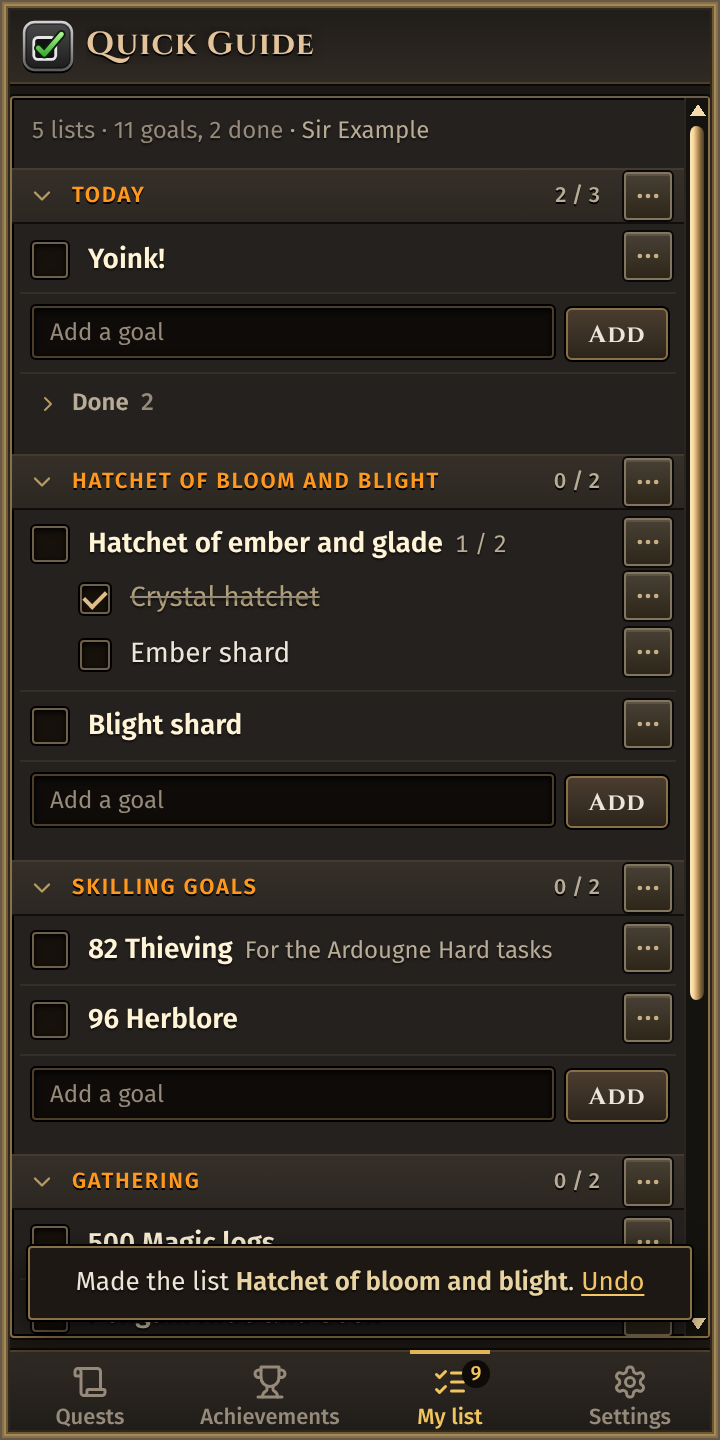 Quick Guide
5 lists · 11 goals, 2 done · Sir Example
TODAY 2 / 3
Yoink!
Add a goal ADD
Done 2
HATCHET OF BLOOM AND BLIGHT 0 / 2
Hatchet of ember and glade 1 / 2
Crystal hatchet
Ember shard
Blight shard
Add a goal ADD
SKILLING GOALS 0 / 2
82 Thieving For the Ardougne Hard tasks
96 Herblore
Add a goal ADD
GATHERING 0 / 2
500 Magic logs
Made the list Hatchet of bloom and blight. Undo
9
Quests Achievements My list Settings